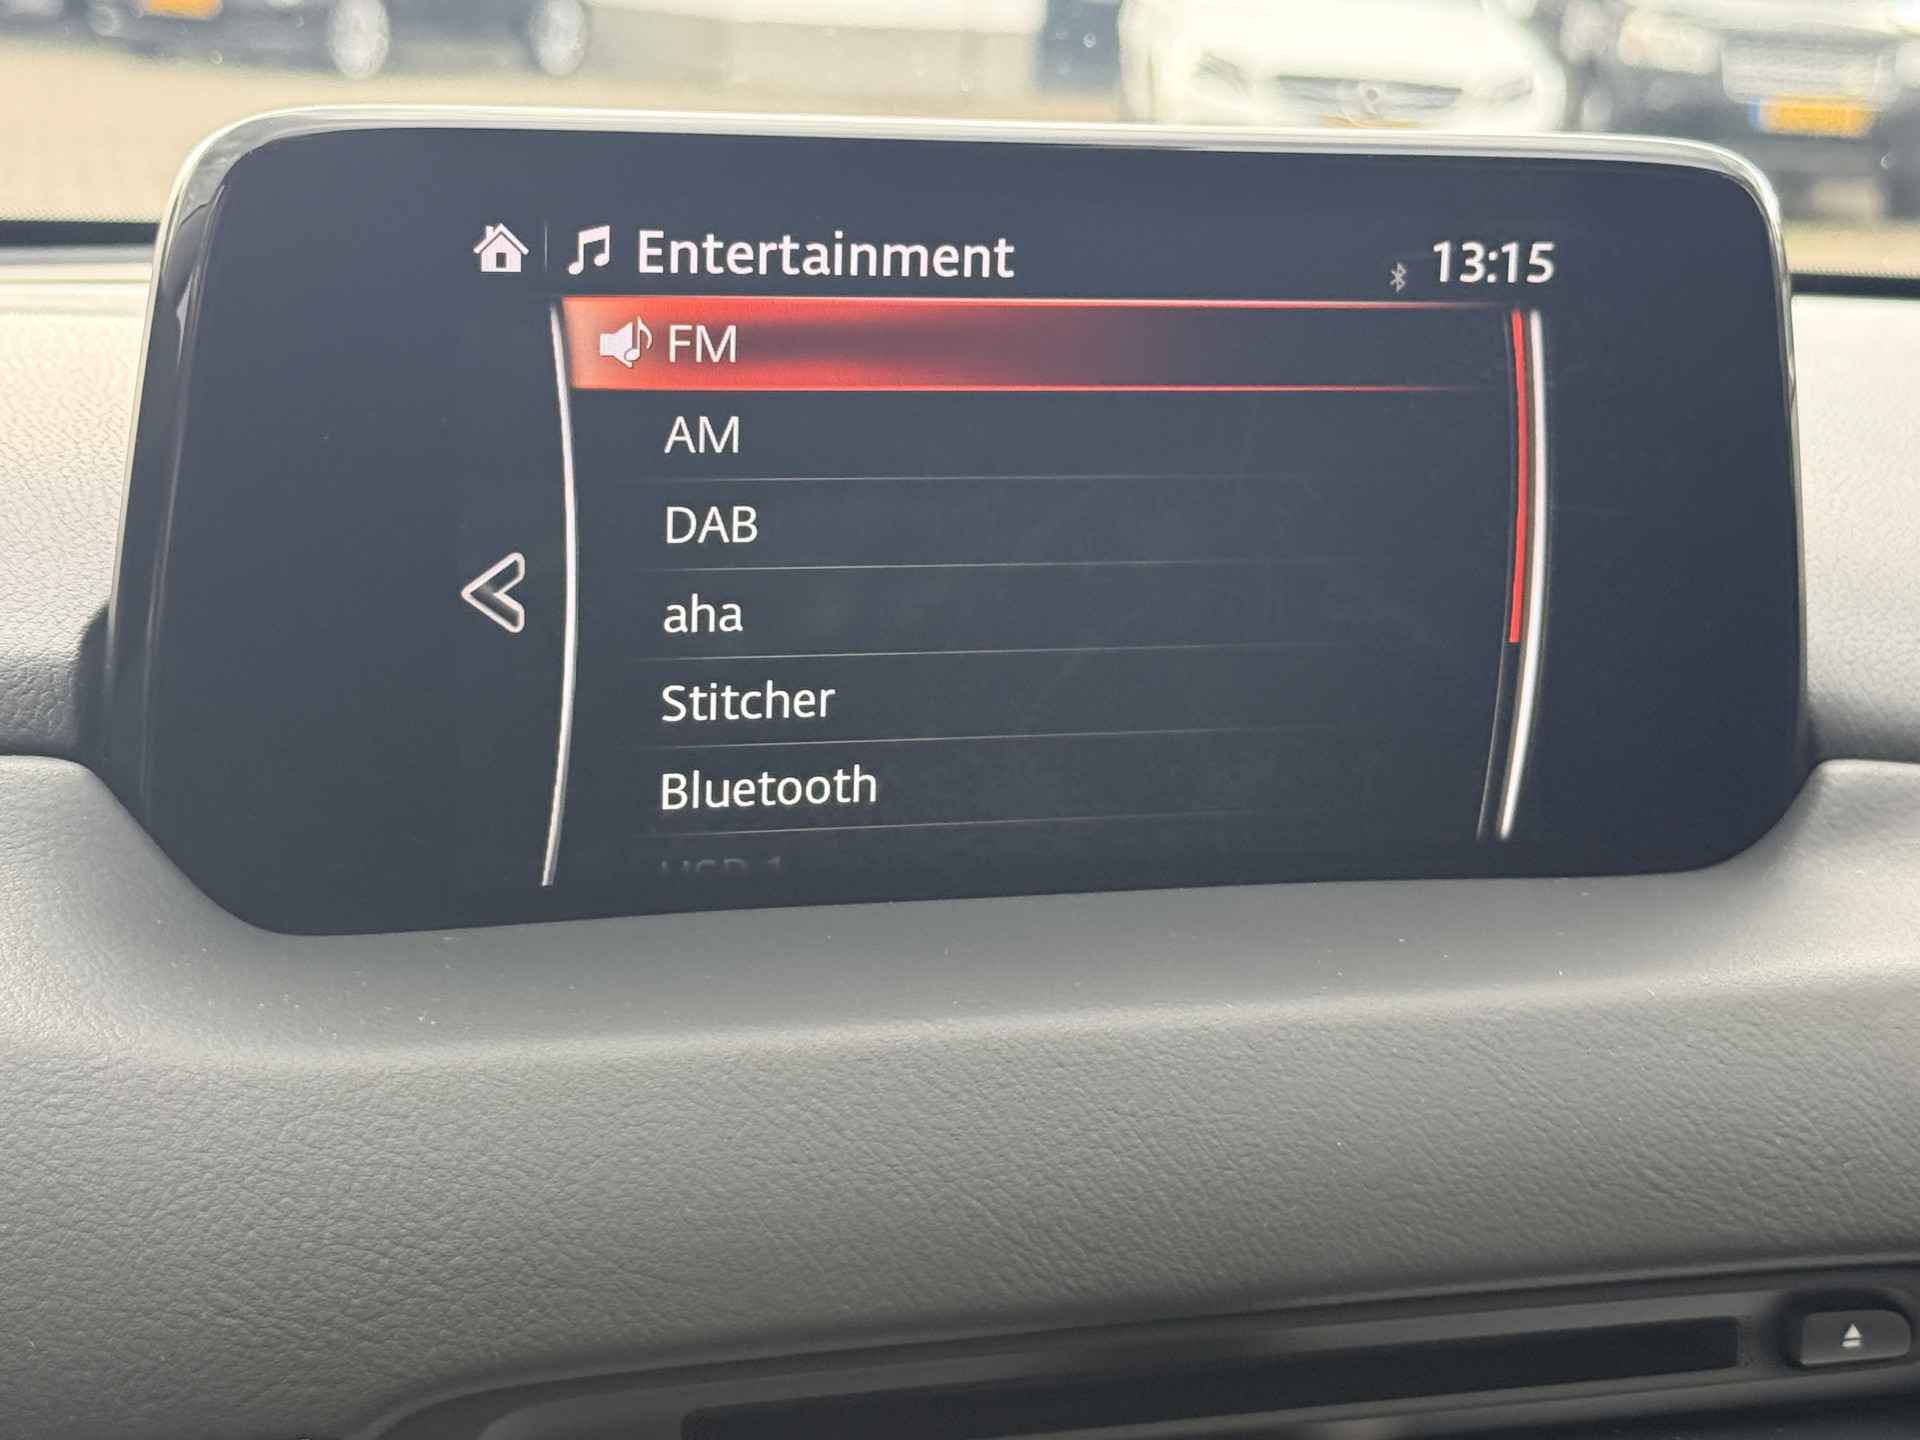 Entertainment 13:15
FM
AM
DAB
aha
Stitcher
Bluetooth